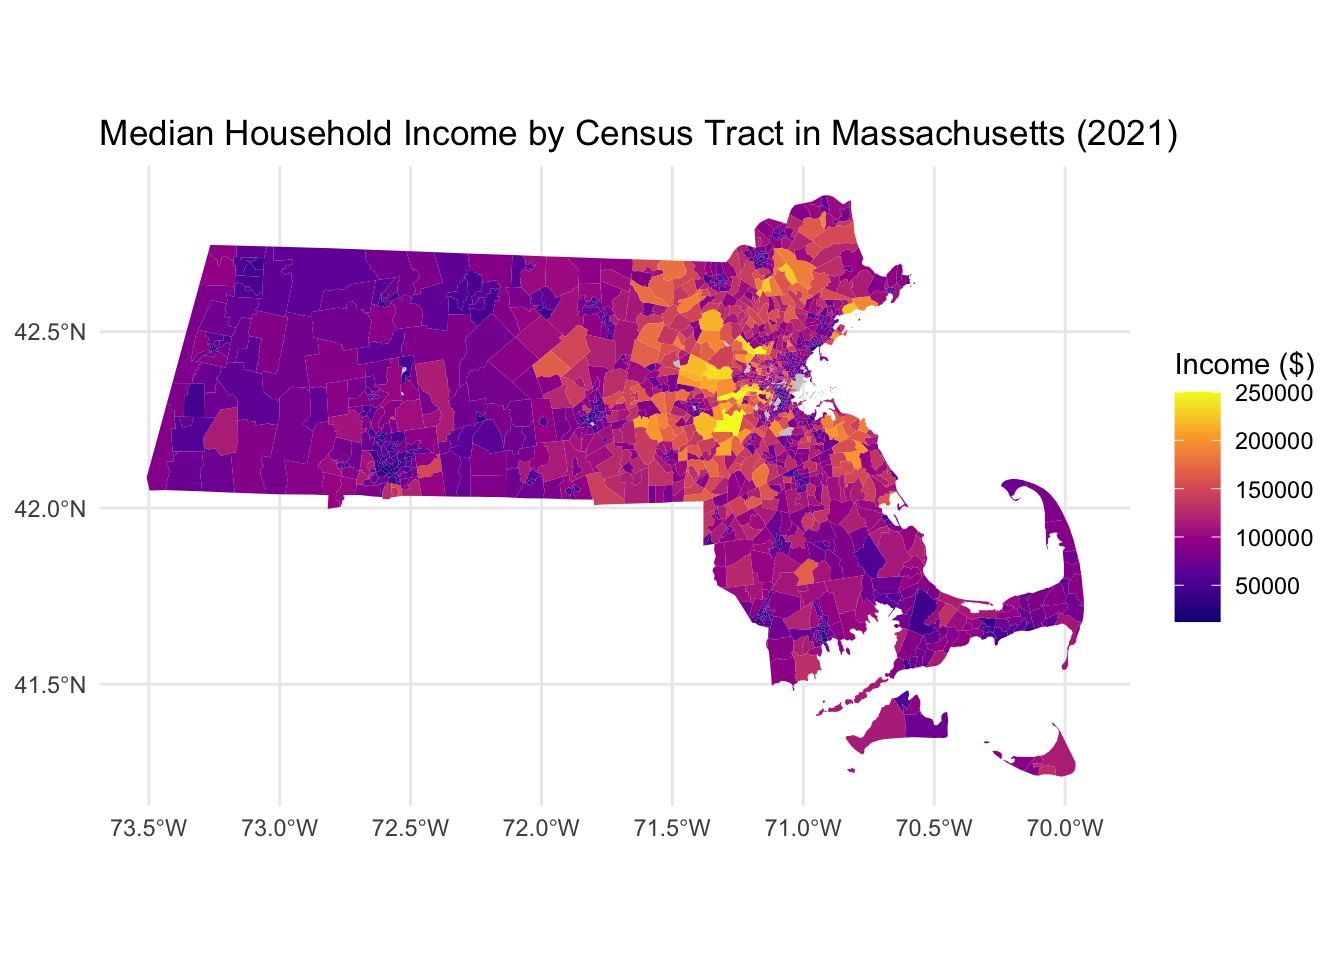 Median Household Income by Census Tract in Massachusetts (2021)
42.5°N
42.0°N
41.5°N
73.5°W
73.0°W
72.5°W
72.0°W
71.5°W
71.0°W
70.5°W
70.0°W
Income ($)
250000
200000
150000
100000
50000